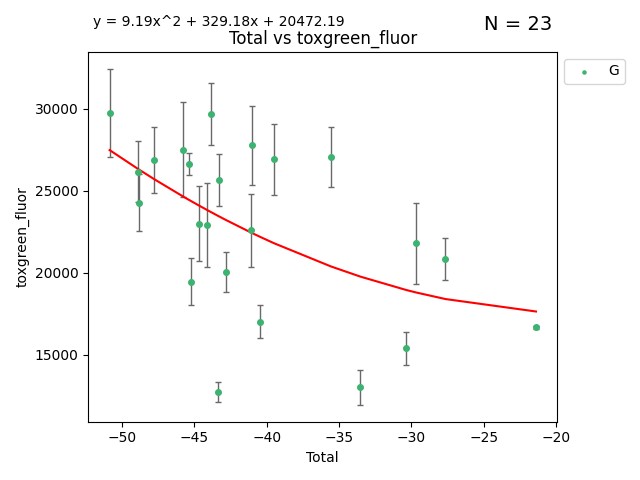 y = 9.19x^2 + 329.18x + 20472.19
N = 23
Total vs toxgreen_fluor
G
30000
25000
20000
15000
toxgreen_fluor
−50 −45 −40 −35 −30 −25 −20
Total